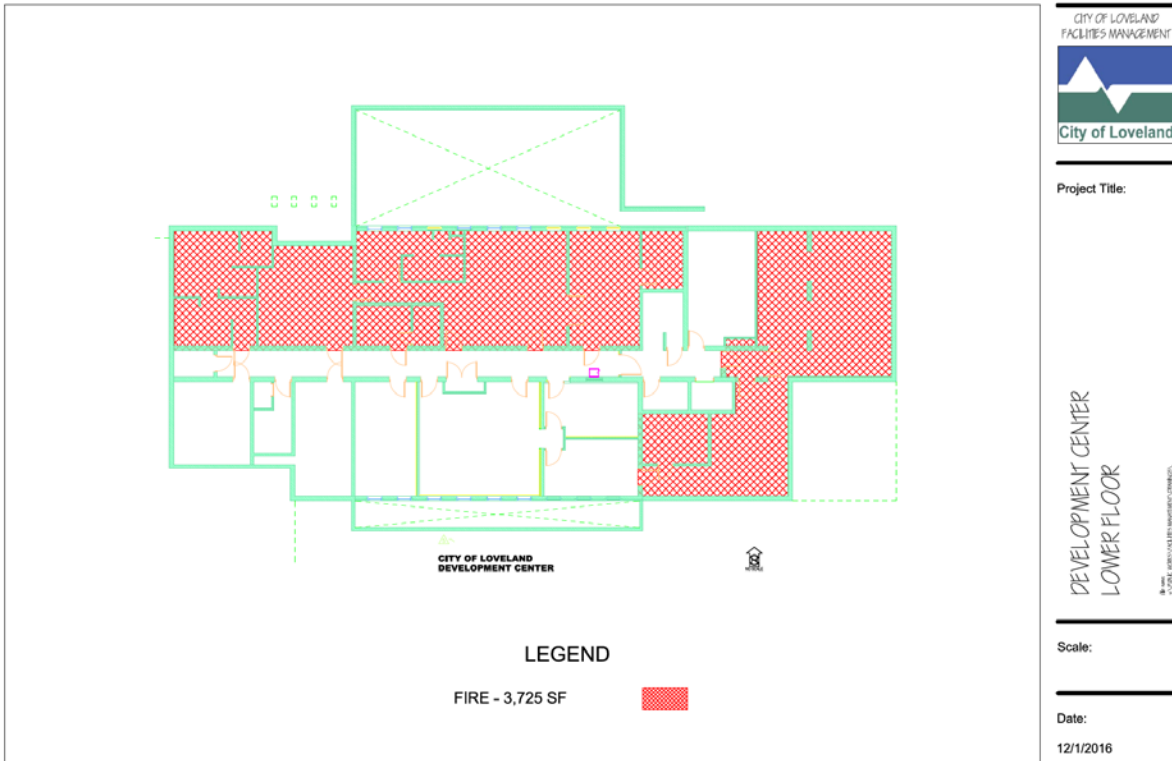 CITY OF LOVELAND
FACILITIES MANAGEMENT
City of Loveland
Project Title:
DEVELOPMENT CENTER
LOWER FLOOR
CITY OF LOVELAND
DEVELOPMENT CENTER
LEGEND
FIRE - 3,725 SF
Scale:
Date:
12/1/2016